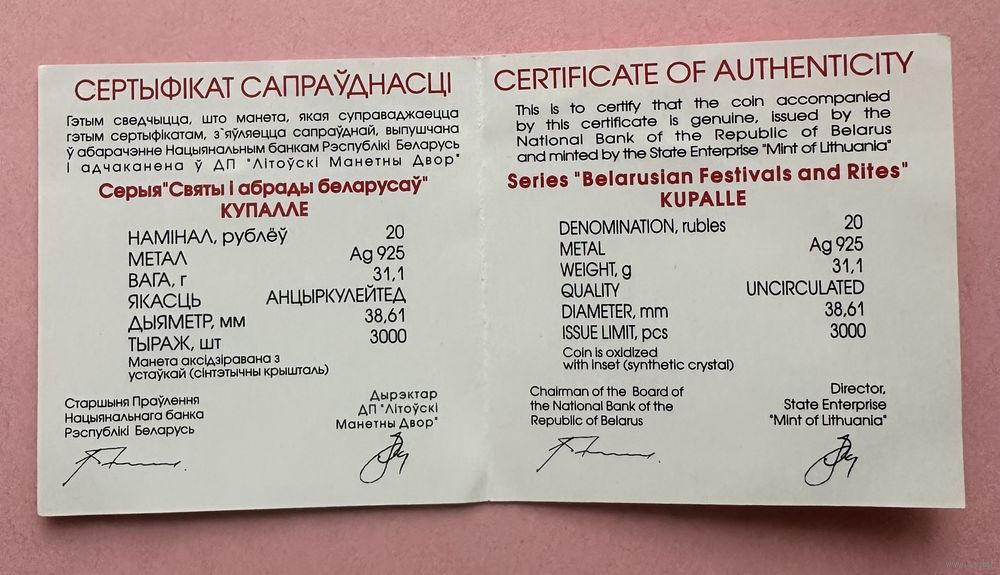 СЕРТЫФІКАТ САПРАЎДНАСЦІ
Гэтым сведчыцца, што манета, якая суправаджаецца
гэтым сертыфікатам, з`яўляецца сапраўднай, выпушчана
ў абарачэнне Нацыянальным банкам Рэспублікі Беларусь
і адчаканена ў ДП "Літоўскі Манетны Двор"
Серыя"Святы і абрады беларусаў"
КУПАЛЛЕ
НАМІНАЛ, рублёў 20
МЕТАЛ Ag 925
ВАГА, г 31,1
ЯКАСЦЬ АНЦЫРКУЛЕЙТЕД
ДЫЯМЕТР, мм 38,61
ТЫРАЖ, шт 3000
Манета аксідзіравана з
устаўкай (сінтэтычны крышталь)
Старшыня Праўлення
Нацыянальнага банка
Рэспублікі Беларусь
Дырэктар
ДП "Літоўскі
Манетны Двор"
CERTIFICATE OF AUTHENTICITY
This is to certify that the coin accompanied
by this certificate is genuine, issued by the
National Bank of the Republic of Belarus
and minted by the State Enterprise "Mint of Lithuania"
Series "Belarusian Festivals and Rites"
KUPALLE
DENOMINATION, rubles 20
METAL Ag 925
WEIGHT, g 31,1
QUALITY UNCIRCULATED
DIAMETER, mm 38,61
ISSUE LIMIT, pcs 3000
Coin is oxidized
with inset (synthetic crystal)
Chairman of the Board of
the National Bank of the
Republic of Belarus
Director,
State Enterprise
"Mint of Lithuania"